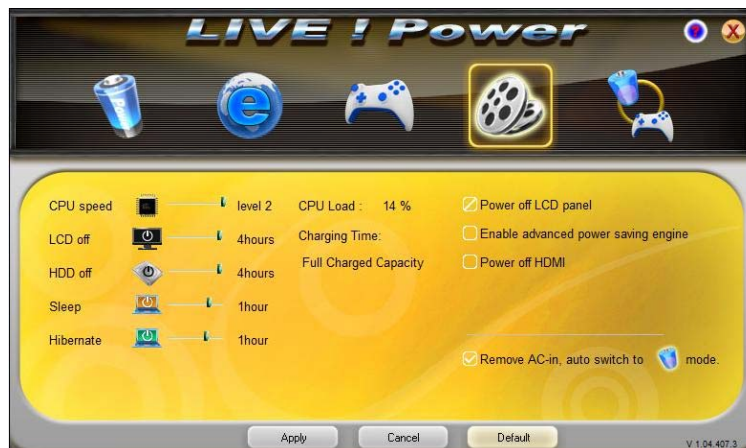 LIVE ! Power
CPU speed
level 2
CPU Load : 14 %
Power off LCD panel
LCD off
4hours
Charging Time:
Enable advanced power saving engine
HDD off
4hours
Full Charged Capacity
Power off HDMI
Sleep
1hour
Hibernate
1hour
Remove AC-in, auto switch to mode.
Apply
Cancel
Default
V 1.04.407.3